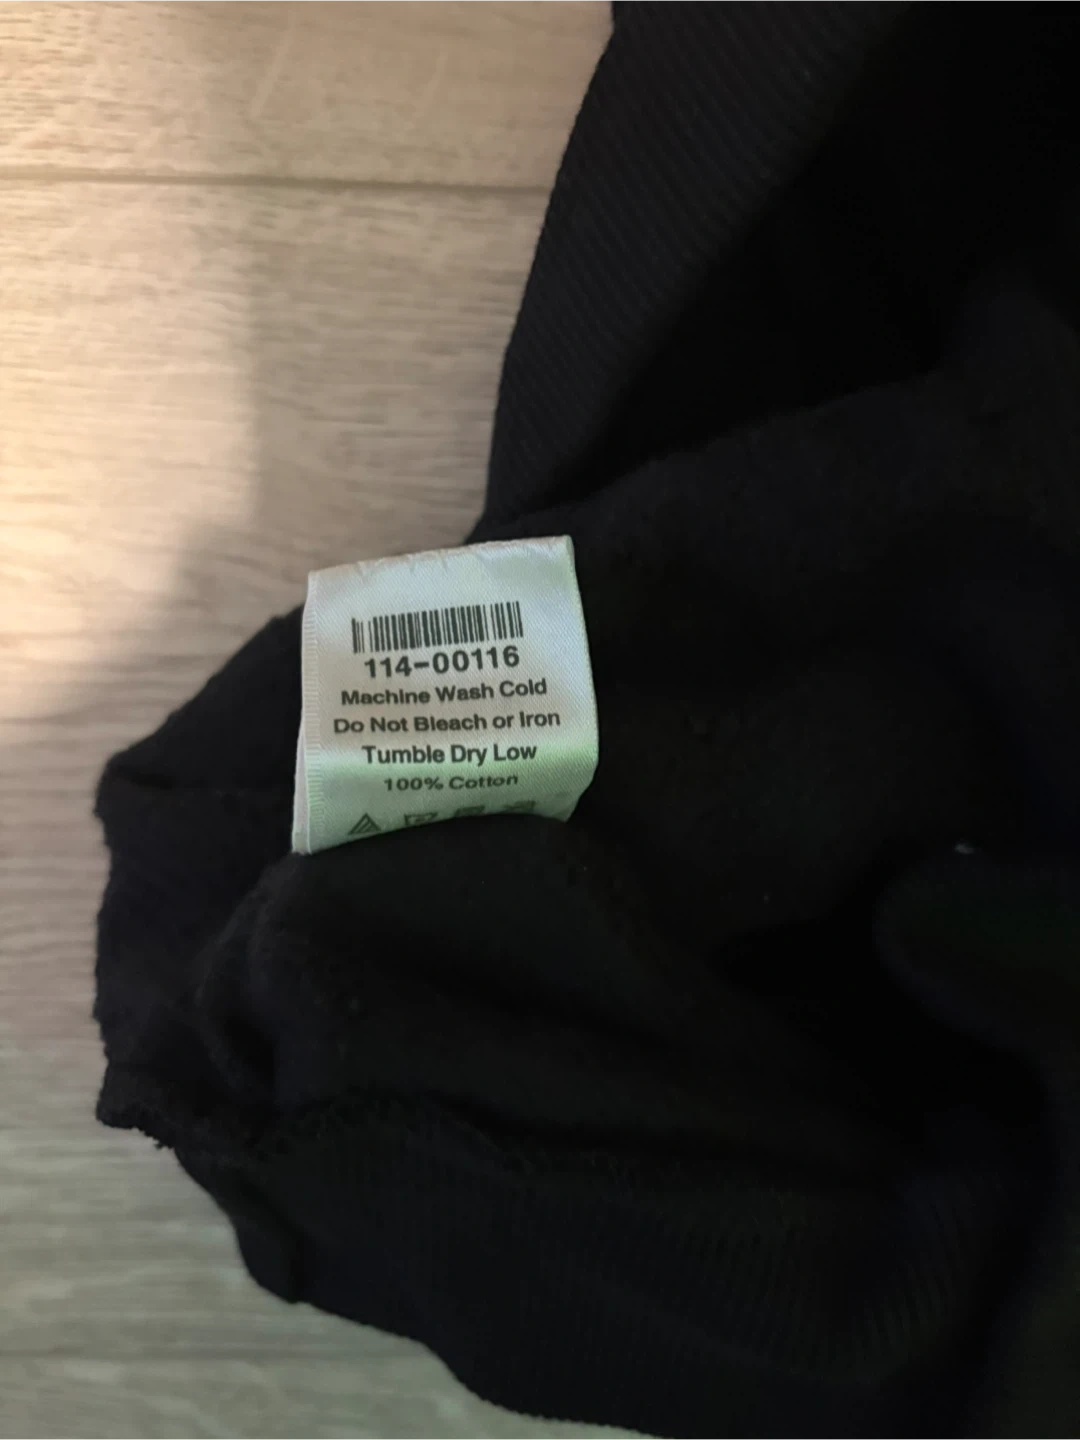 114-00116
Machine Wash Cold
Do Not Bleach or Iron
Tumble Dry Low
100% Cotton